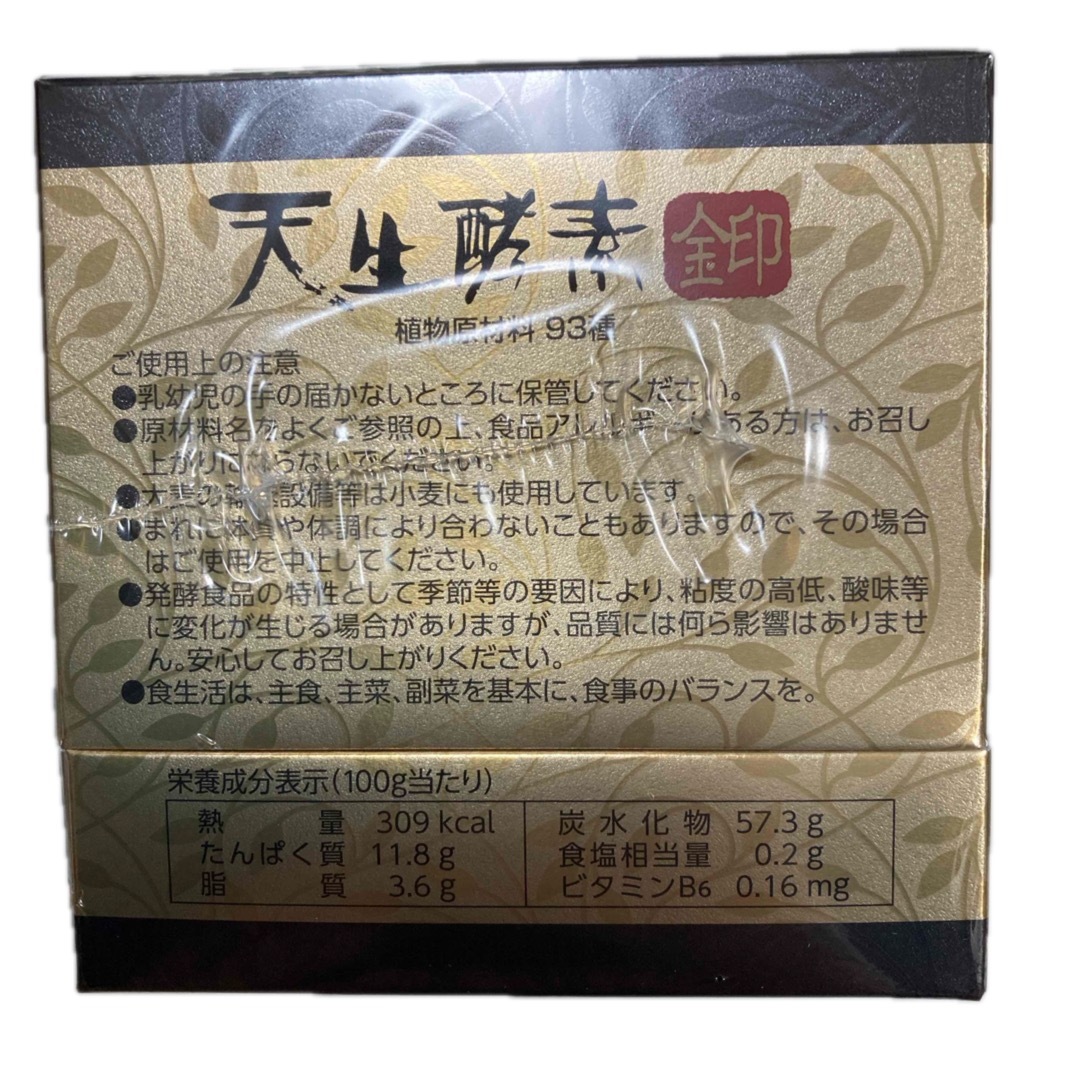 天生酵素 金印
植物原材料 93種
ご使用上の注意
●乳幼児の手の届かないところに保管してください。
●原材料名をよくご参照の上、食品アレルギーがある方は、お召し
上がりにならないでください。
●大麦の製造設備等は小麦にも使用しています。
●まれに体質や体調により合わないこともありますので、その場合
はご使用を中止してください。
●発酵食品の特性として季節等の要因により、粘度の高低、酸味等
に変化が生じる場合がありますが、品質には何ら影響はありませ
ん。安心してお召し上がりください。
●食生活は、主食、主菜、副菜を基本に、食事のバランスを。
栄養成分表示(100g当たり)
熱量 309 kcal 炭水化物 57.3 g
たんぱく質 11.8 g 食塩相当量 0.2 g
脂質 3.6 g ビタミンB6 0.16 mg